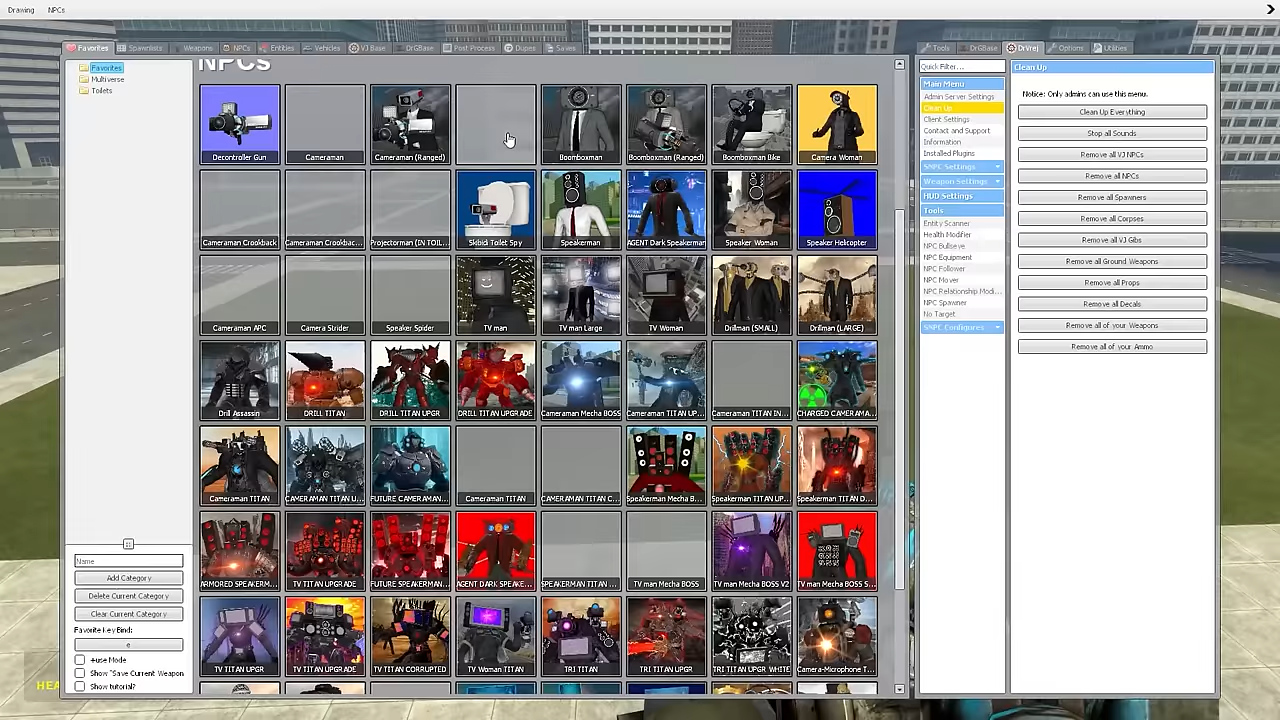 Drawing NPCs
Favorites Spawnlists Weapons NPCs Entities Vehicles VJ Base DrGBase Post Process Dupes Saves
Tools DrGBase DrVrej Options Utilities
Favorites
Multiverse
Toilets
NPCs
Decontroller Gun Cameraman Cameraman (Ranged) Boomboxman Boomboxman (Ranged) Boomboxman Bike Camera Woman
Cameraman Crookback Cameraman Crookbac... Projectorman (IN TOIL... Skibidi Toilet Spy Speakerman AGENT Dark Speakerman Speaker Woman Speaker Helicopter
Cameraman APC Camera Strider Speaker Spider TV man TV man Large TV Woman Drillman (SMALL) Drillman (LARGE)
Drill Assassin DRILL TITAN DRILL TITAN UPGR DRILL TITAN UPGRADE Cameraman Mecha BOSS Cameraman TITAN UP... Cameraman TITAN IN... CHARGED CAMERAMA...
Cameraman TITAN CAMERAMAN TITAN U... FUTURE CAMERAMAN... Cameraman TITAN CAMERAMAN TITAN C... Speakerman Mecha B... Speakerman TITAN UP... Speakerman TITAN D...
ARMORED SPEAKERM... TV TITAN UPGRADE FUTURE SPEAKERMAN... AGENT DARK SPEAKE... SPEAKERMAN TITAN ... TV man Mecha BOSS TV man Mecha BOSS V2 TV man Mecha BOSS S...
TV TITAN UPGR TV TITAN UPGRADE TV TITAN CORRUPTED TV Woman TITAN TRI TITAN TRI TITAN UPGR TRI TITAN UPGR WHITE Camera-Microphone T...
Name
Add Category
Delete Current Category
Clear Current Category
Favorite Key Bind:
e
+use Mode
Show "Save Current Weapon
Show tutorial?
HEA
Quick Filter...
Main Menu
Admin Server Settings
Clean Up
Client Settings
Contact and Support
Information
Installed Plugins
SNPC Settings
Weapon Settings
HUD Settings
Tools
Entity Scanner
Health Modifier
NPC Bullseye
NPC Equipment
NPC Follower
NPC Mover
NPC Relationship Modi...
NPC Spawner
No Target
SNPC Configures
Clean Up
Notice: Only admins can use this menu.
Clean Up Everything
Stop all Sounds
Remove all VJ NPCs
Remove all NPCs
Remove all Spawners
Remove all Corpses
Remove all VJ Gibs
Remove all Ground Weapons
Remove all Props
Remove all Decals
Remove all of your Weapons
Remove all of your Ammo